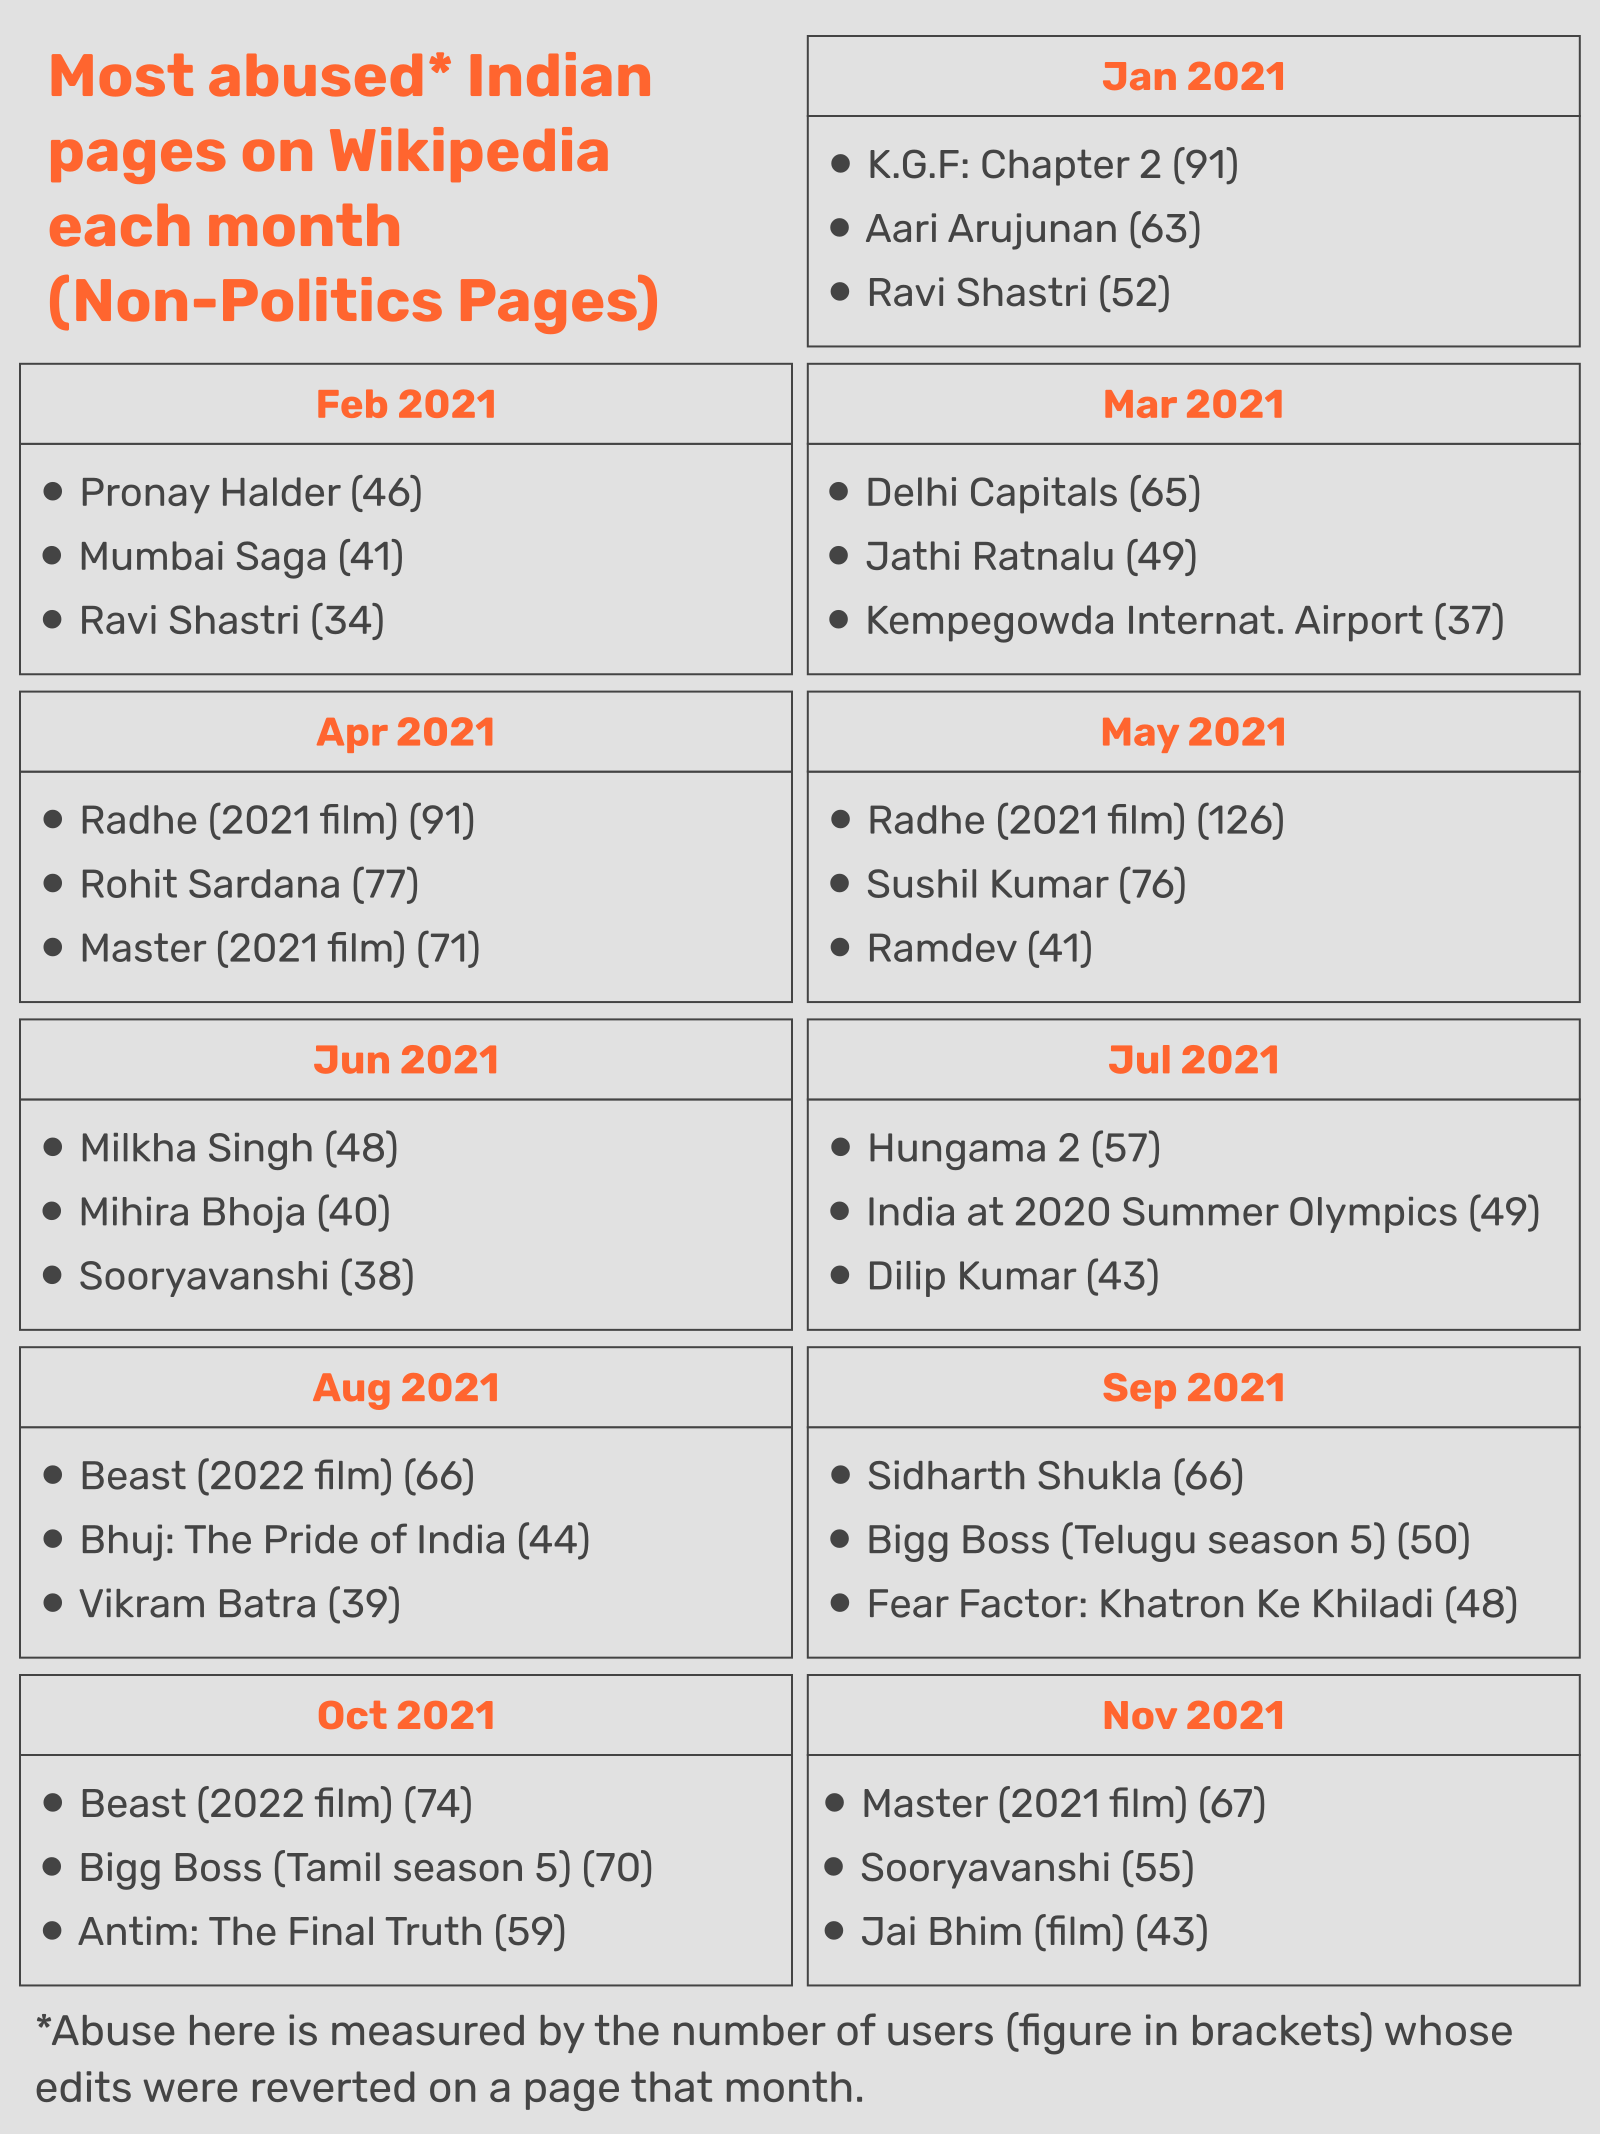 Most abused* Indian
pages on Wikipedia
each month
(Non-Politics Pages)
Jan 2021
● K.G.F: Chapter 2 (91)
● Aari Arujunan (63)
● Ravi Shastri (52)
Feb 2021
● Pronay Halder (46)
● Mumbai Saga (41)
● Ravi Shastri (34)
Mar 2021
● Delhi Capitals (65)
● Jathi Ratnalu (49)
● Kempegowda Internat. Airport (37)
Apr 2021
● Radhe (2021 film) (91)
● Rohit Sardana (77)
● Master (2021 film) (71)
May 2021
● Radhe (2021 film) (126)
● Sushil Kumar (76)
● Ramdev (41)
Jun 2021
● Milkha Singh (48)
● Mihira Bhoja (40)
● Sooryavanshi (38)
Jul 2021
● Hungama 2 (57)
● India at 2020 Summer Olympics (49)
● Dilip Kumar (43)
Aug 2021
● Beast (2022 film) (66)
● Bhuj: The Pride of India (44)
● Vikram Batra (39)
Sep 2021
● Sidharth Shukla (66)
● Bigg Boss (Telugu season 5) (50)
● Fear Factor: Khatron Ke Khiladi (48)
Oct 2021
● Beast (2022 film) (74)
● Bigg Boss (Tamil season 5) (70)
● Antim: The Final Truth (59)
Nov 2021
● Master (2021 film) (67)
● Sooryavanshi (55)
● Jai Bhim (film) (43)
*Abuse here is measured by the number of users (figure in brackets) whose
edits were reverted on a page that month.